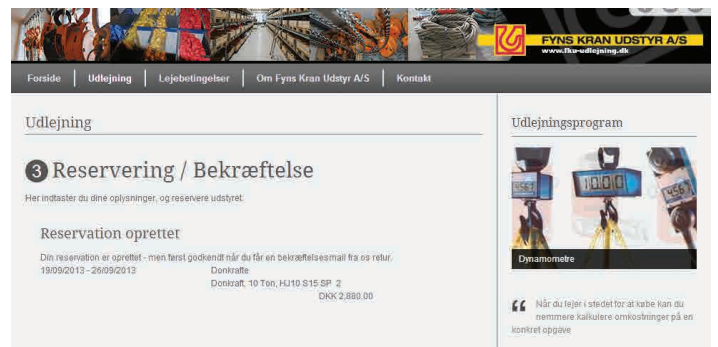 FYNS KRAN UDSTYR A/S
www.fku-udlejning.dk
Forside Udlejning Lejebetingelser Om Fyns Kran Udstyr A/S Kontakt
Udlejning
3 Reservering / Bekræftelse
Her indtaster du dine oplysninger, og reservere udstyret.
Reservation oprettet
Din reservation er oprettet - men først godkendt når du får en bekræftelsesmail fra os retur.
19/09/2013 - 26/09/2013 Donkrafte
Donkraft, 10 Ton, HJ10 S15 SP 2
DKK 2,880.00
Udlejningsprogram
4567
1000
4567
Dynamometre
Når du lejer i stedet for at købe kan du
nemmere kalkulere omkostninger på en
konkret opgave